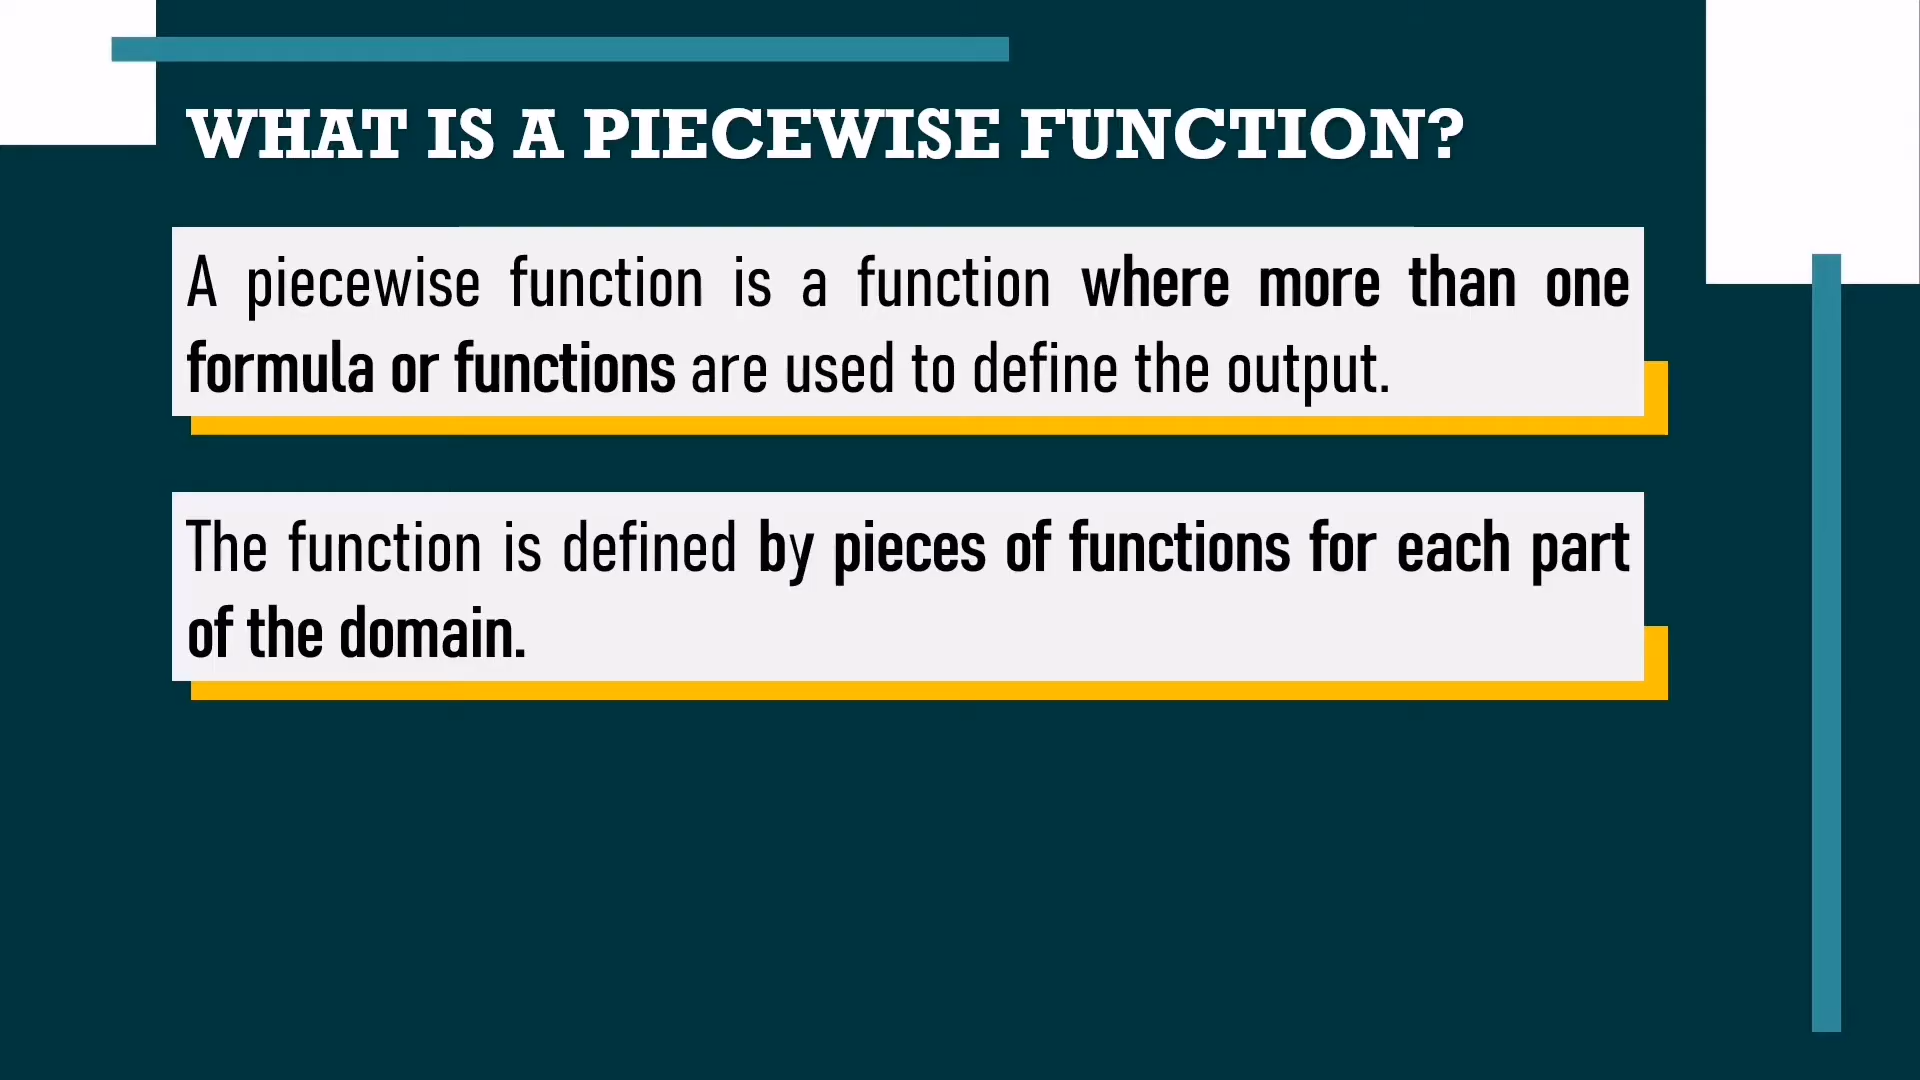 WHAT IS A PIECEWISE FUNCTION?
A piecewise function is a function where more than one
formula or functions are used to define the output.
The function is defined by pieces of functions for each part
of the domain.